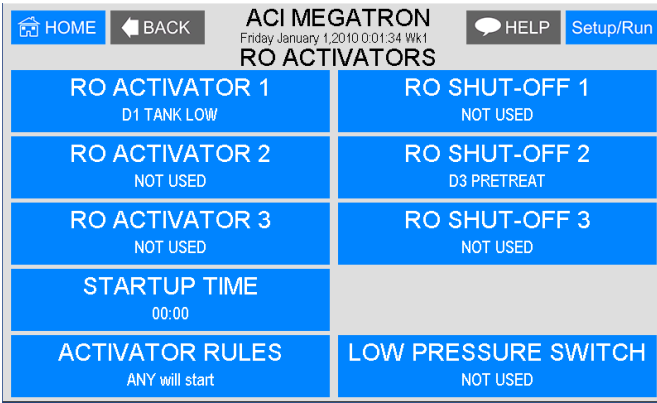 HOME
BACK
ACI MEGATRON
Friday January 1,2010 0:01:34 Wk1
RO ACTIVATORS
HELP
Setup/Run
RO ACTIVATOR 1
D1 TANK LOW
RO SHUT-OFF 1
NOT USED
RO ACTIVATOR 2
NOT USED
RO SHUT-OFF 2
D3 PRETREAT
RO ACTIVATOR 3
NOT USED
RO SHUT-OFF 3
NOT USED
STARTUP TIME
00:00
ACTIVATOR RULES
ANY will start
LOW PRESSURE SWITCH
NOT USED